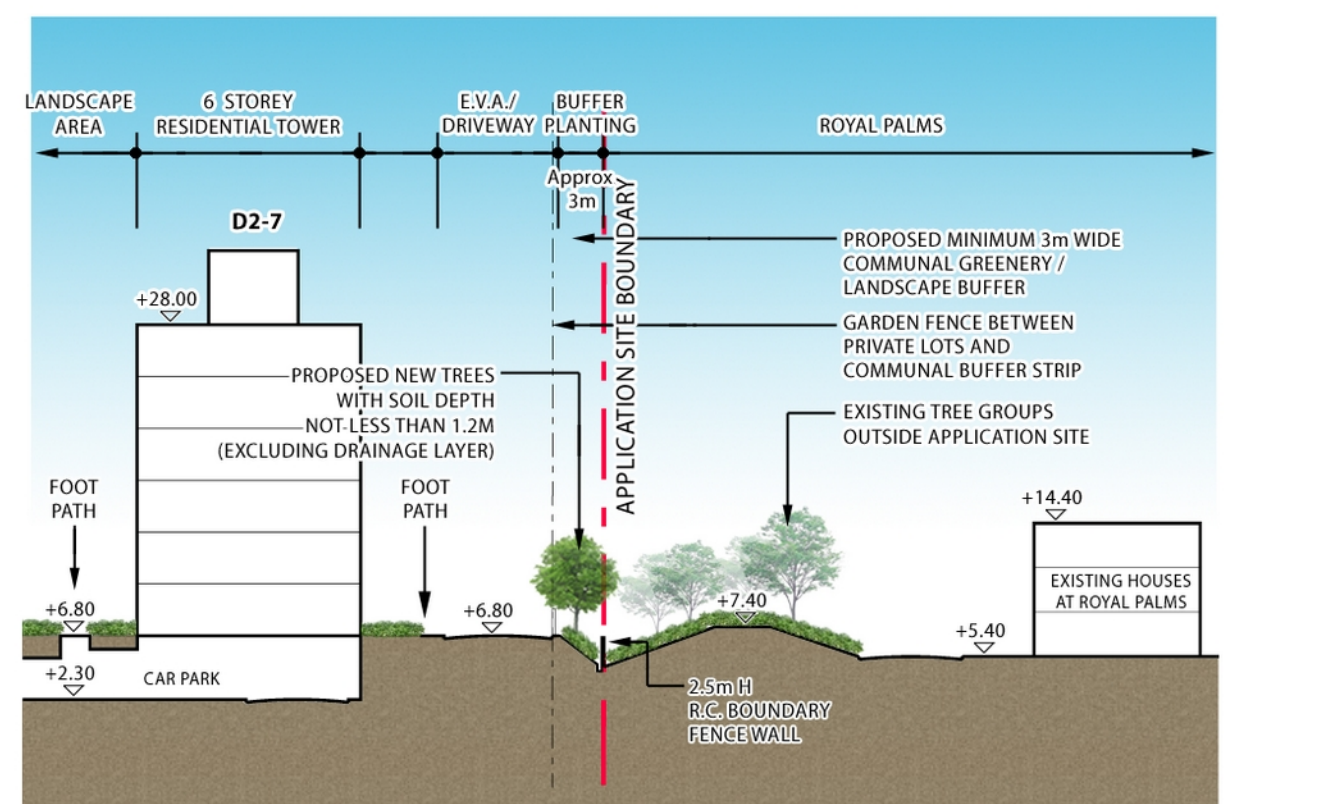 LANDSCAPE
AREA
6 STOREY
RESIDENTIAL TOWER
E.V.A./
DRIVEWAY
BUFFER
PLANTING
ROYAL PALMS
Approx
3m
APPLICATION SITE BOUNDARY
D2-7
+28.00
PROPOSED MINIMUM 3m WIDE
COMMUNAL GREENERY /
LANDSCAPE BUFFER
GARDEN FENCE BETWEEN
PRIVATE LOTS AND
COMMUNAL BUFFER STRIP
PROPOSED NEW TREES
WITH SOIL DEPTH
NOT LESS THAN 1.2M
(EXCLUDING DRAINAGE LAYER)
EXISTING TREE GROUPS
OUTSIDE APPLICATION SITE
FOOT
PATH
FOOT
PATH
+14.40
EXISTING HOUSES
AT ROYAL PALMS
+6.80
+6.80
+7.40
+5.40
+2.30
CAR PARK
2.5m H
R.C. BOUNDARY
FENCE WALL